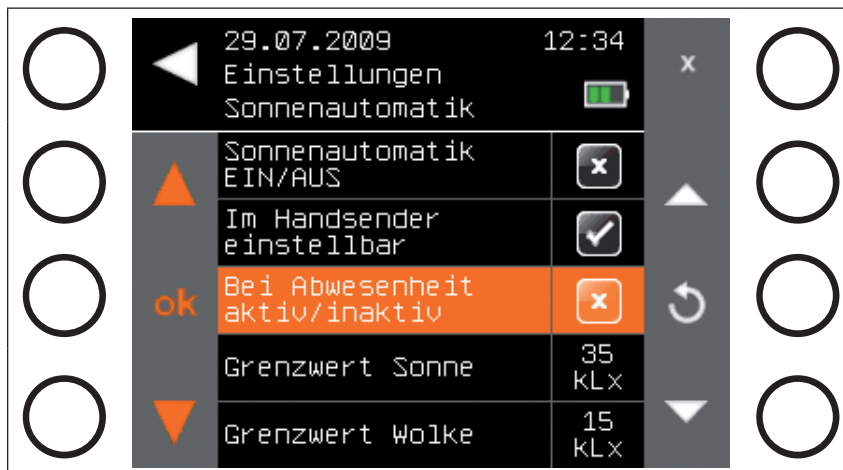 29.07.2009 12:34
Einstellungen
Sonnenautomatik
x
Sonnenautomatik
EIN/AUS
Im Handsender
einstellbar
ok
Bei Abwesenheit
aktiv/inaktiv
Grenzwert Sonne
35
KLx
Grenzwert Wolke
15
KLx